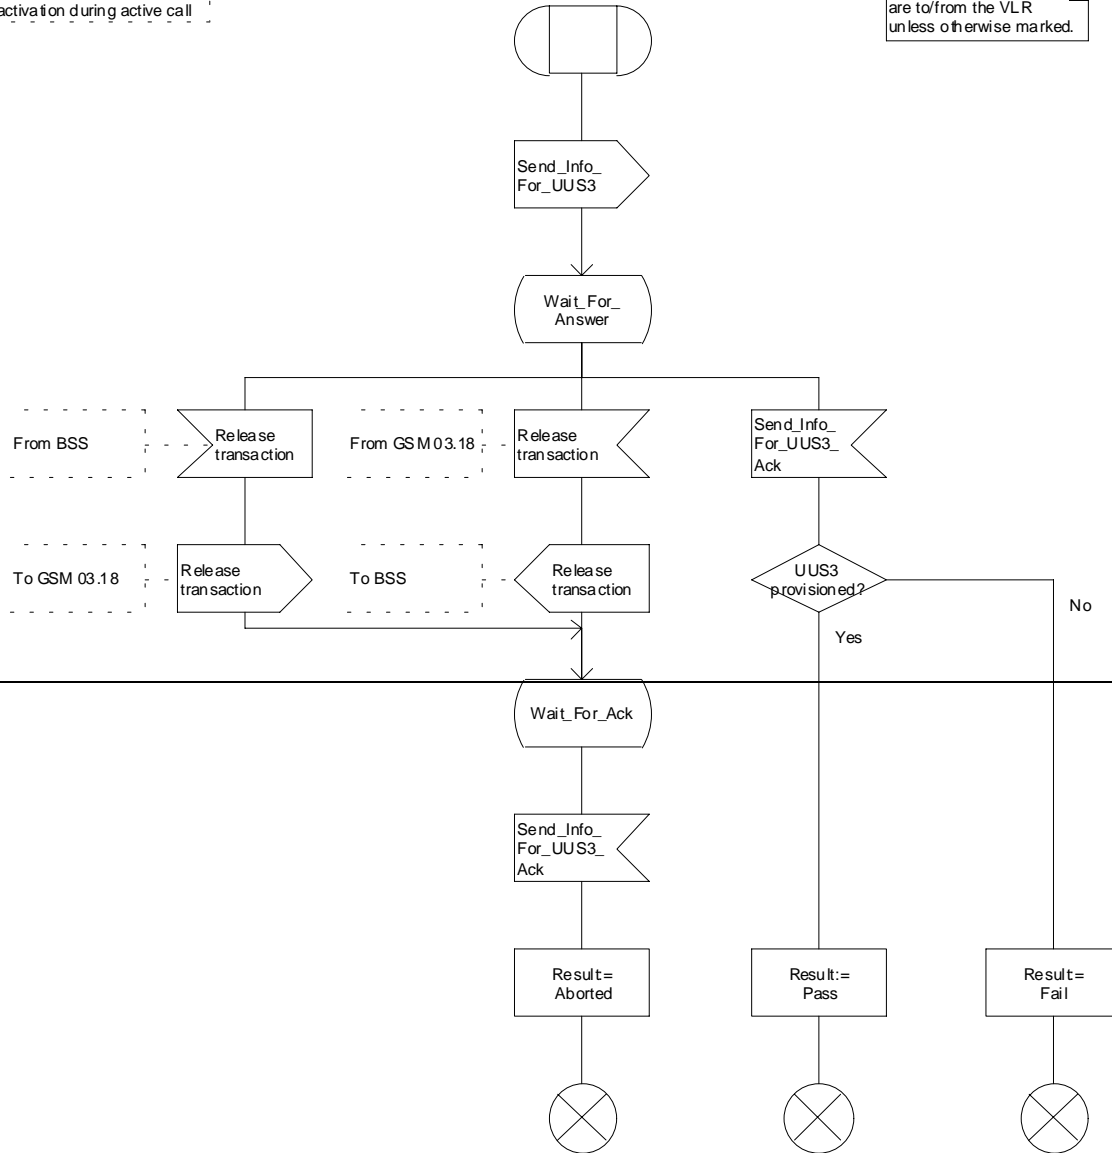 activation during active call
are to/from the VLR
unless otherwise marked.
Send_Info_
For_UUS3
Wait_For_
Answer
From BSS
Release
transaction
From GSM 03.18
Release
transaction
Send_Info_
For_UUS3_
Ack
To GSM 03.18
Release
transaction
To BSS
Release
transaction
UUS3
provisioned?
No
Yes
Wait_For_Ack
Send_Info_
For_UUS3_
Ack
Result=
Aborted
Result:=
Pass
Result=
Fail